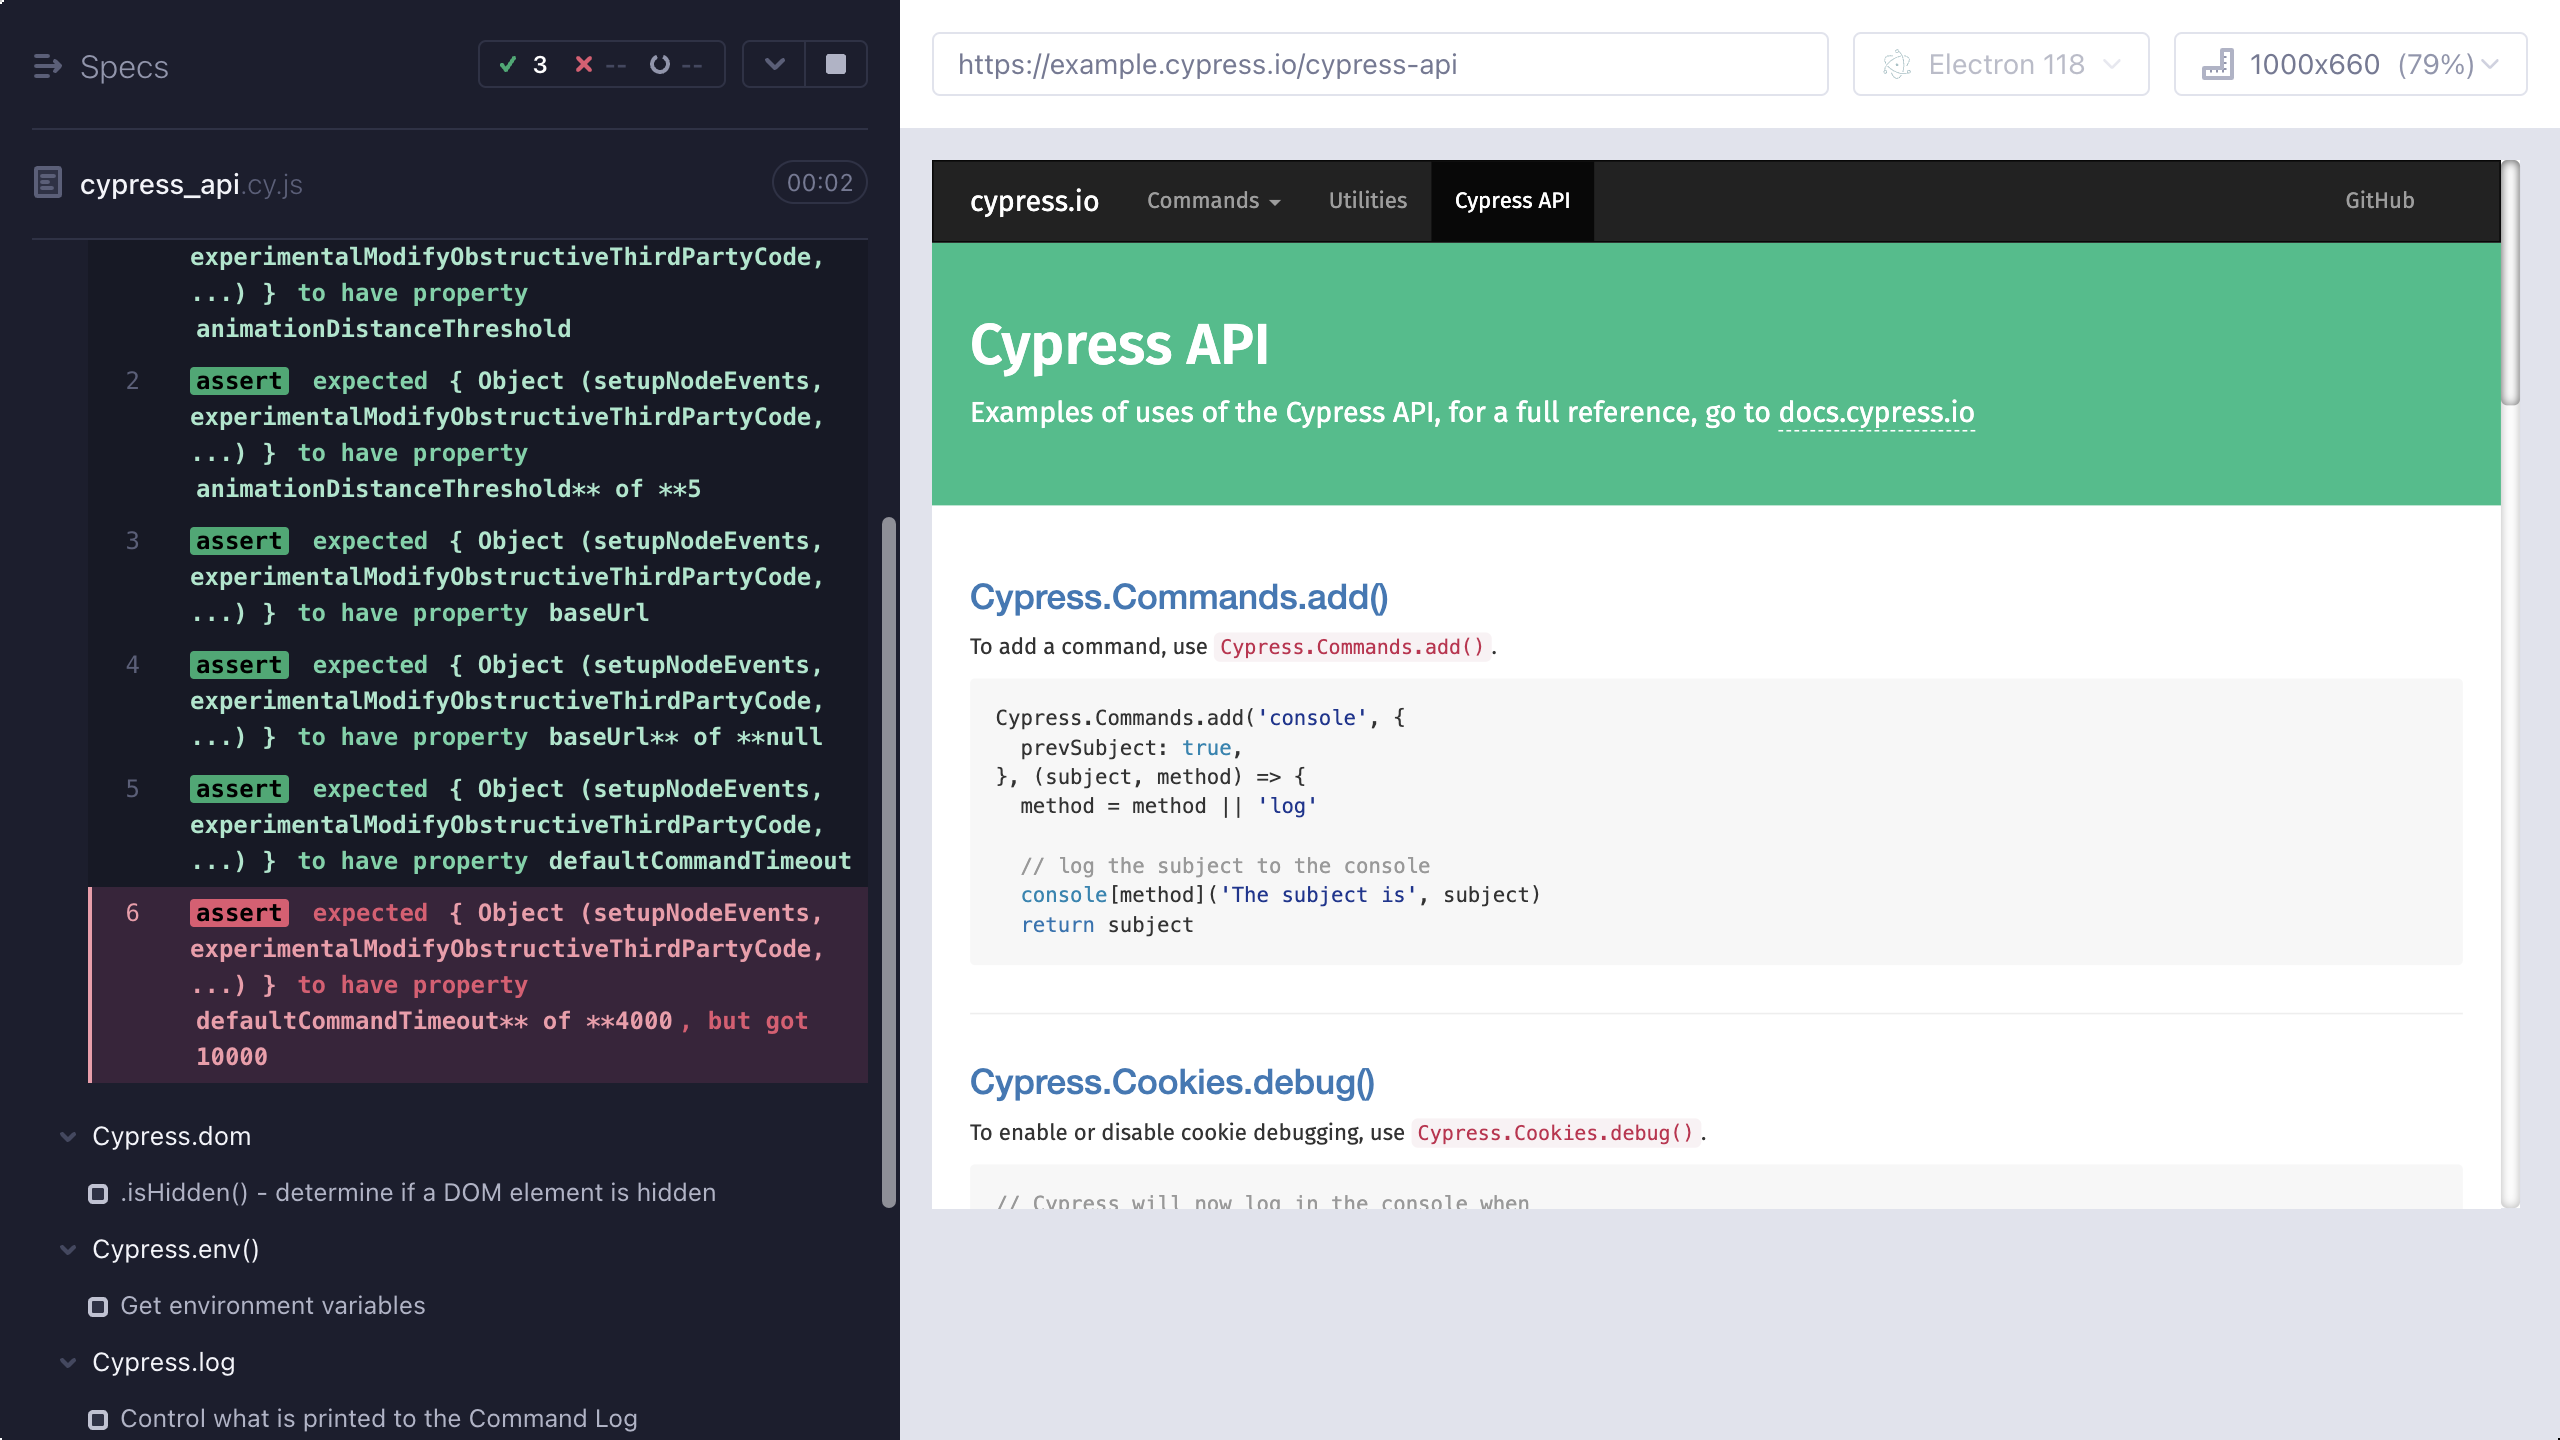 Specs
3 -- --
cypress_api.cy.js
00:02
experimentalModifyObstructiveThirdPartyCode,
...) } to have property
animationDistanceThreshold
2 assert expected { Object (setupNodeEvents,
experimentalModifyObstructiveThirdPartyCode,
...) } to have property
animationDistanceThreshold** of **5
3 assert expected { Object (setupNodeEvents,
experimentalModifyObstructiveThirdPartyCode,
...) } to have property baseUrl
4 assert expected { Object (setupNodeEvents,
experimentalModifyObstructiveThirdPartyCode,
...) } to have property baseUrl** of **null
5 assert expected { Object (setupNodeEvents,
experimentalModifyObstructiveThirdPartyCode,
...) } to have property defaultCommandTimeout
6 assert expected { Object (setupNodeEvents,
experimentalModifyObstructiveThirdPartyCode,
...) } to have property
defaultCommandTimeout** of **4000, but got
10000
Cypress.dom
.isHidden() - determine if a DOM element is hidden
Cypress.env()
Get environment variables
Cypress.log
Control what is printed to the Command Log
https://example.cypress.io/cypress-api
Electron 118
1000x660 (79%)
cypress.io Commands Utilities Cypress API GitHub
Cypress API
Examples of uses of the Cypress API, for a full reference, go to docs.cypress.io
Cypress.Commands.add()
To add a command, use Cypress.Commands.add().
Cypress.Commands.add('console', {
prevSubject: true,
}, (subject, method) => {
method = method || 'log'
// log the subject to the console
console[method]('The subject is', subject)
return subject
Cypress.Cookies.debug()
To enable or disable cookie debugging, use Cypress.Cookies.debug().
// Cypress will now log in the console when